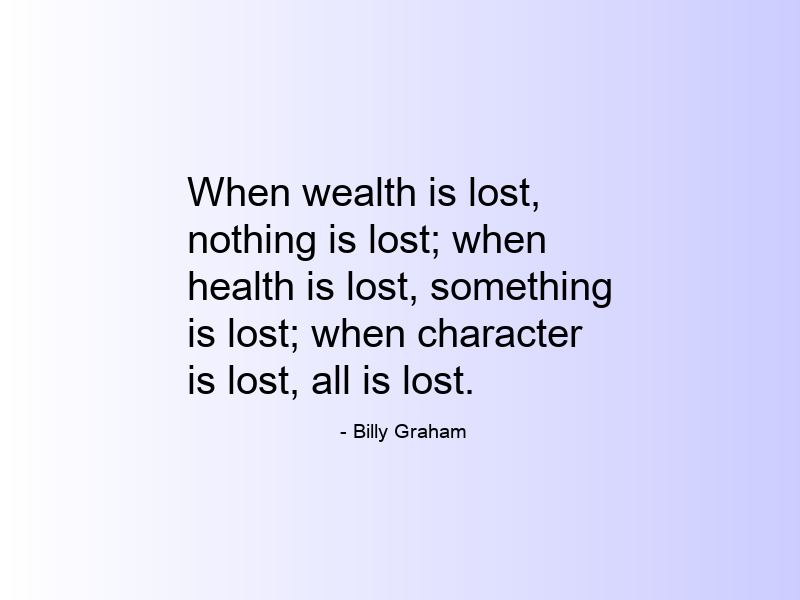 When wealth is lost,
nothing is lost; when
health is lost, something
is lost; when character
is lost, all is lost.
- Billy Graham